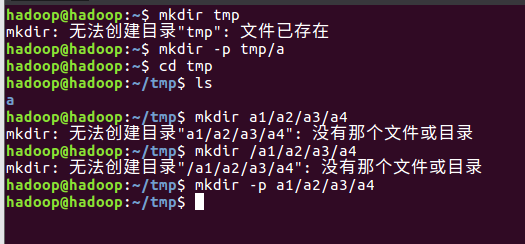 hadoop@hadoop:~$ mkdir tmp
mkdir: 无法创建目录"tmp": 文件已存在
hadoop@hadoop:~$ mkdir -p tmp/a
hadoop@hadoop:~$ cd tmp
hadoop@hadoop:~/tmp$ ls
a
hadoop@hadoop:~/tmp$ mkdir a1/a2/a3/a4
mkdir: 无法创建目录"a1/a2/a3/a4": 没有那个文件或目录
hadoop@hadoop:~/tmp$ mkdir /a1/a2/a3/a4
mkdir: 无法创建目录"/a1/a2/a3/a4": 没有那个文件或目录
hadoop@hadoop:~/tmp$ mkdir -p a1/a2/a3/a4
hadoop@hadoop:~/tmp$